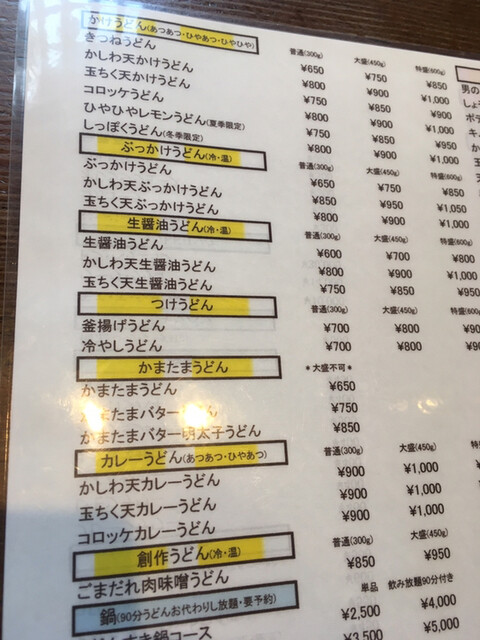 かけうどん(あつあつ・ひやあつ・ひやひや) 普通(300g) 大盛(450g) 特盛(600g)
きつねうどん ¥650 ¥750 ¥850
かしわ天かけうどん ¥800 ¥900 ¥1,000
玉ちく天かけうどん ¥750 ¥850 ¥900
コロッケうどん ¥800 ¥900 ¥1,000
ひやひやレモンうどん(夏季限定) ¥750 ¥850
しっぽくうどん(冬季限定) ¥800 ¥900 ¥1,000
ぶっかけうどん(冷・温) 普通(300g) 大盛(450g) 特盛(600g)
ぶっかけうどん ¥650 ¥750 ¥850
かしわ天ぶっかけうどん ¥850 ¥950 ¥1,050
玉ちく天ぶっかけうどん ¥800 ¥900 ¥1,000
生醤油うどん(冷・温) 普通(300g) 大盛(450g) 特盛(600g)
生醤油うどん ¥600 ¥700 ¥800
かしわ天生醤油うどん ¥800 ¥900 ¥1,000
玉ちく天生醤油うどん ¥750 ¥850 ¥950
つけうどん 普通(300g) 大盛(450g)
釜揚げうどん ¥700 ¥800
冷やしうどん ¥700 ¥800
かまたまうどん *大盛不可*
かまたまうどん ¥650
かまたまバター ¥750
かまたまバター明太子うどん ¥850
カレーうどん(あつあつ・ひやあつ) 普通(300g) 大盛(450g)
かしわ天カレーうどん ¥900 ¥1,000
玉ちく天カレーうどん ¥900 ¥1,000
コロッケカレーうどん ¥900 ¥1,000
創作うどん(冷・温) 普通(300g) 大盛(450g)
ごまだれ肉味噌うどん ¥850 ¥950
鍋(90分うどんお代わりし放題・要予約) 単品 飲み放題90分付き
¥2,500 ¥4,000
すき鍋コース ¥3,500 ¥5,000
男の
しょ
ポテ